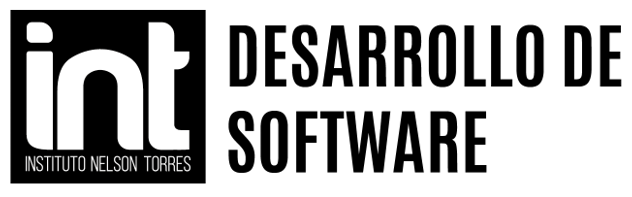 int
INSTITUTO NELSON TORRES
DESARROLLO DE
SOFTWARE